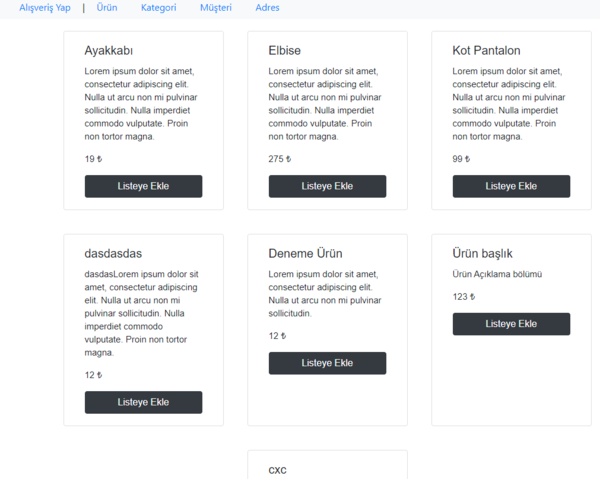 Alışveriş Yap | Ürün Kategori Müşteri Adres
Ayakkabı
Lorem ipsum dolor sit amet,
consectetur adipiscing elit.
Nulla ut arcu non mi pulvinar
sollicitudin. Nulla imperdiet
commodo vulputate. Proin
non tortor magna.
19 ₺
Listeye Ekle
Elbise
Lorem ipsum dolor sit amet,
consectetur adipiscing elit.
Nulla ut arcu non mi pulvinar
sollicitudin. Nulla imperdiet
commodo vulputate. Proin
non tortor magna.
275 ₺
Listeye Ekle
Kot Pantalon
Lorem ipsum dolor sit amet,
consectetur adipiscing elit.
Nulla ut arcu non mi pulvinar
sollicitudin. Nulla imperdiet
commodo vulputate. Proin
non tortor magna.
99 ₺
Listeye Ekle
dasdasdas
dasdasLorem ipsum dolor sit
amet, consectetur adipiscing
elit. Nulla ut arcu non mi
pulvinar sollicitudin. Nulla
imperdiet commodo
vulputate. Proin non tortor
magna.
12 ₺
Listeye Ekle
Deneme Ürün
Lorem ipsum dolor sit amet,
consectetur adipiscing elit.
Nulla ut arcu non mi pulvinar
sollicitudin.
12 ₺
Listeye Ekle
Ürün başlık
Ürün Açıklama bölümü
123 ₺
Listeye Ekle
cxc